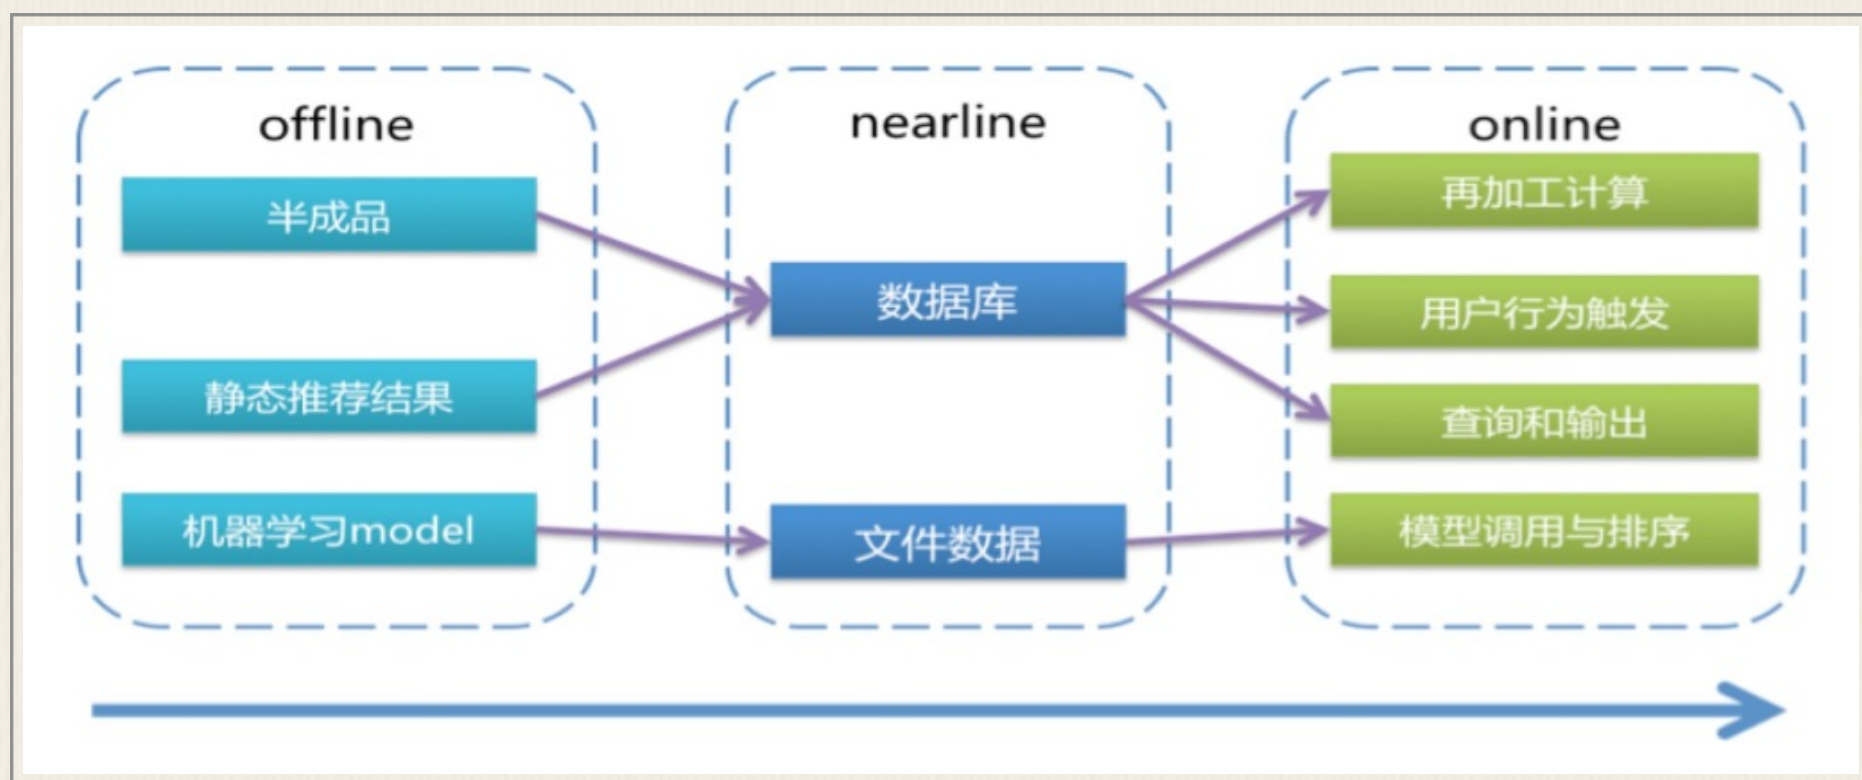 offline
半成品
静态推荐结果
机器学习model
nearline
数据库
文件数据
online
再加工计算
用户行为触发
查询和输出
模型调用与排序